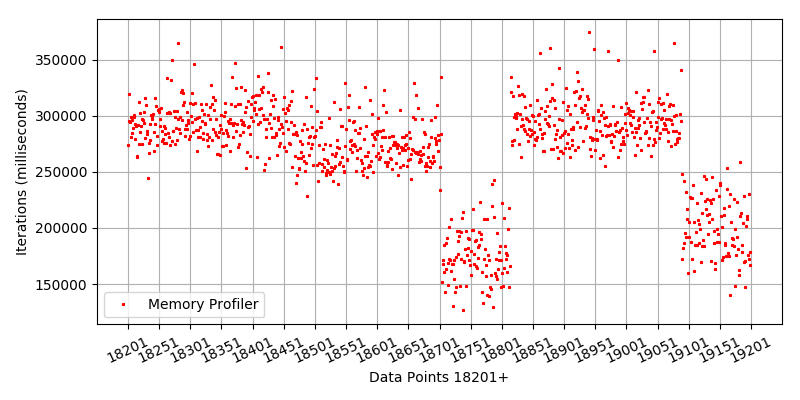 350000
300000
250000
200000
150000
Iterations (milliseconds)
Memory Profiler
18201 18251 18301 18351 18401 18451 18501 18551 18601 18651 18701 18751 18801 18851 18901 18951 19001 19051 19101 19151 19201
Data Points 18201+